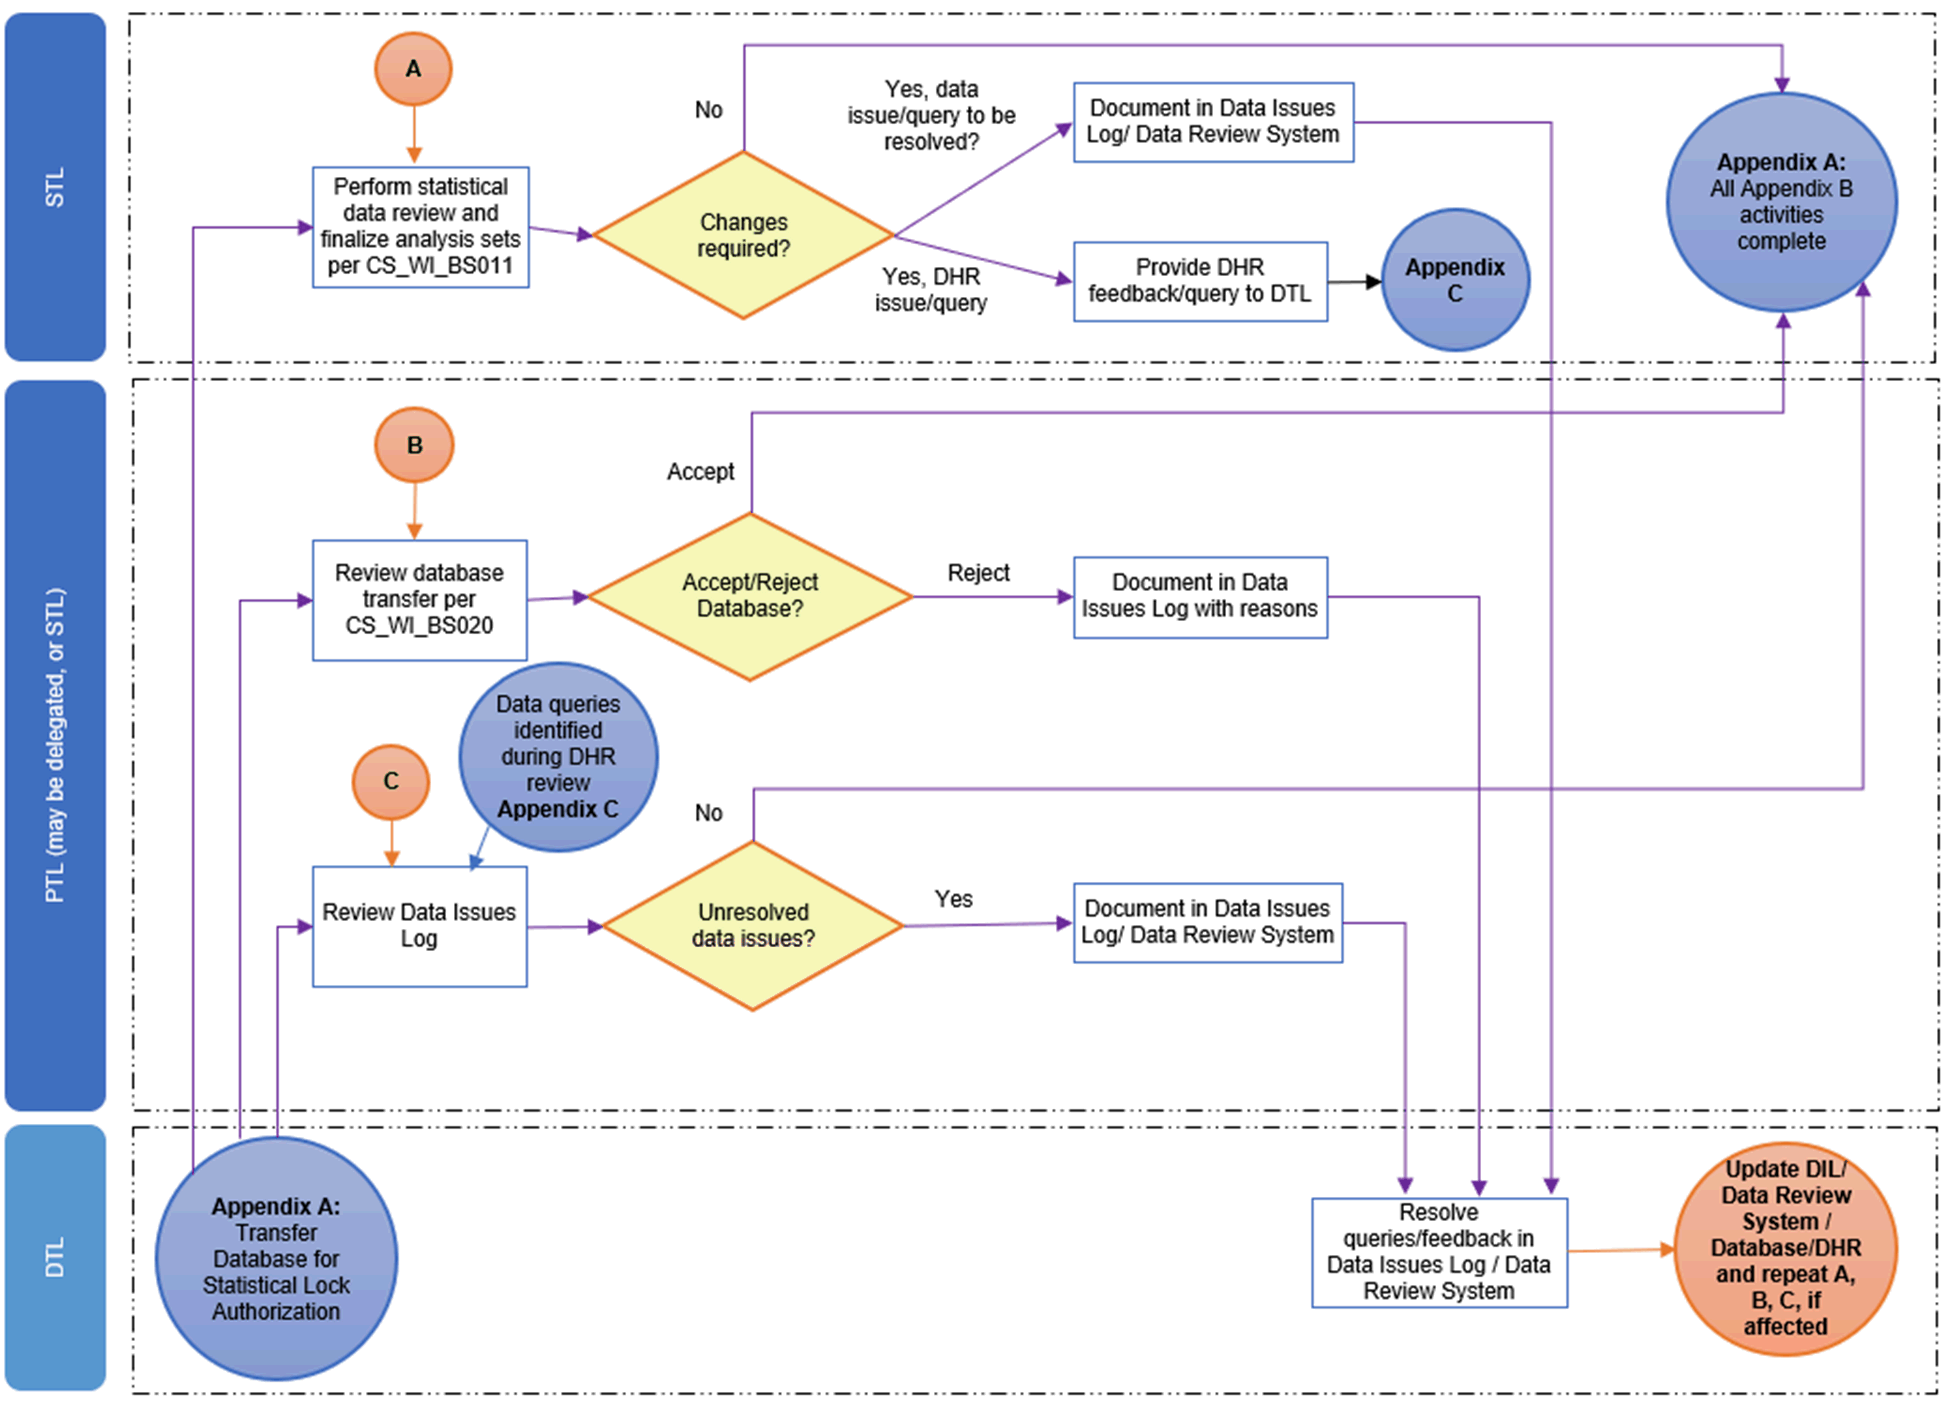 STL
A
No
Yes, data
issue/query to be
resolved?
Document in Data Issues
Log/ Data Review System
Perform statistical
data review and
finalize analysis sets
per CS_WI_BS011
Changes
required?
Yes, DHR
issue/query
Provide DHR
feedback/query to DTL
Appendix
C
Appendix A:
All Appendix B
activities
complete
PTL (may be delegated, or STL)
B
Accept
Review database
transfer per
CS_WI_BS020
Accept/Reject
Database?
Reject
Document in Data
Issues Log with reasons
Data queries
identified
during DHR
review
Appendix C
C
No
Review Data Issues
Log
Unresolved
data issues?
Yes
Document in Data Issues
Log/ Data Review System
DTL
Appendix A:
Transfer
Database for
Statistical Lock
Authorization
Resolve
queries/feedback in
Data Issues Log / Data
Review System
Update DIL/
Data Review
System /
Database/DHR
and repeat A,
B, C, if
affected